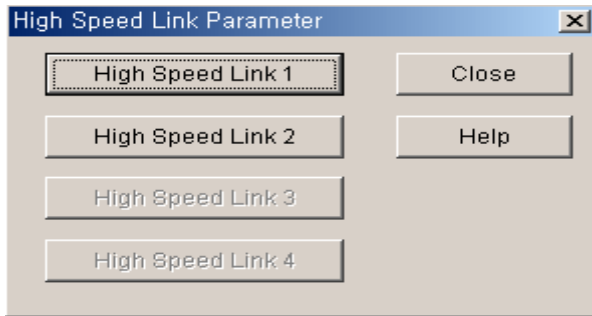 High Speed Link Parameter
High Speed Link 1
Close
High Speed Link 2
Help
High Speed Link 3
High Speed Link 4